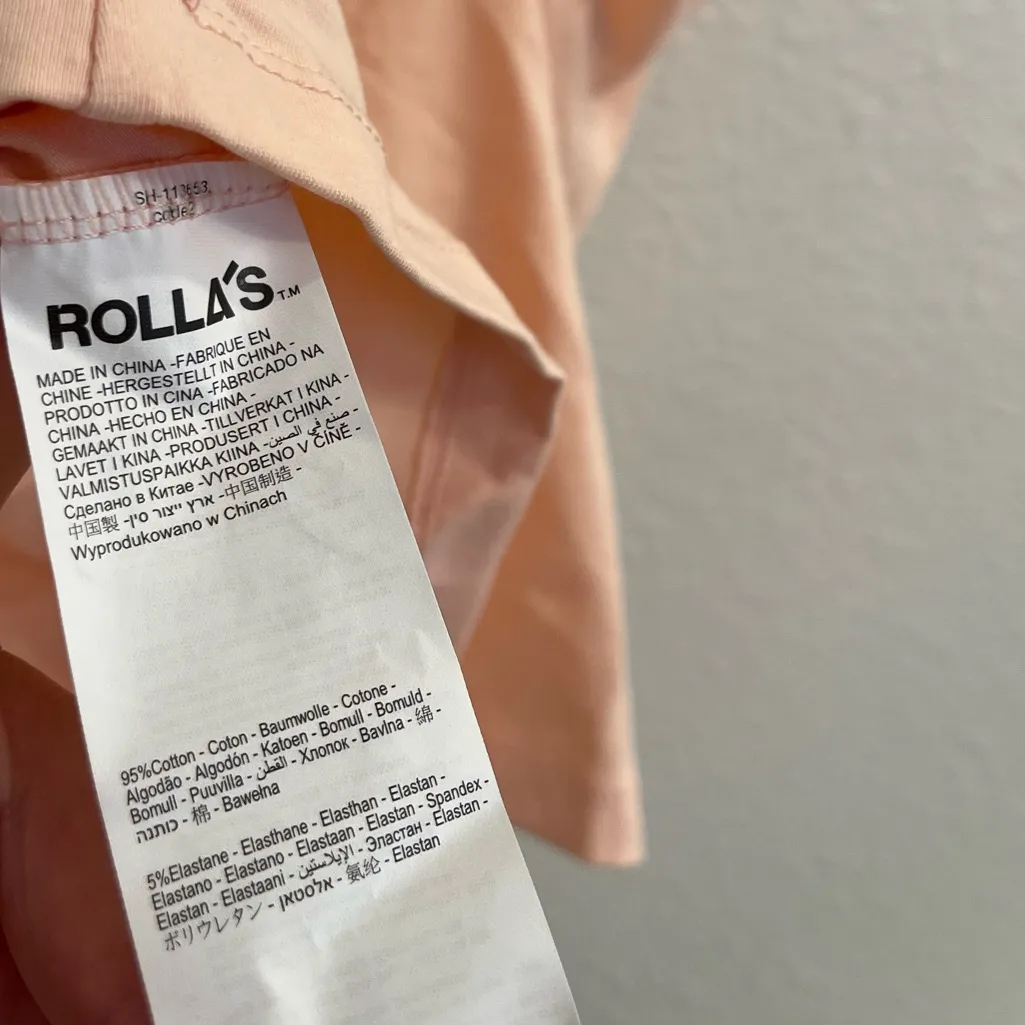 SH-113653
code2
ROLLA'S T.M
MADE IN CHINA -FABRIQUE EN
CHINE -HERGESTELLT IN CHINA -
PRODOTTO IN CINA -FABRICADO NA
CHINA -HECHO EN CHINA -
GEMAAKT IN CHINA -TILLVERKAT I KINA -
LAVET I KINA -PRODUSERT I CHINA -
VALMISTUSPAIKKA KIINA -صنع في الصين -
Сделано в Китае -VYROBENO V ČÍNĚ -
中国製 -ארץ ייצור סין -中国制造 -
Wyprodukowano w Chinach
95%Cotton - Coton - Baumwolle - Cotone -
Algodão - Algodón - Katoen - Bomull - Bomuld -
Bomull - Puuvilla - القطن - Хлопок - Bavlna - 綿 -
כותנה - 棉 - Bawełna
5%Elastane - Elasthane - Elasthan - Elastan -
Elastano - Elastano - Elastaan - Elastan - Spandex -
Elastan - Elastaani - الإيلاستين - Эластан - Elastan -
ポリウレタン - אלסטאן - 氨纶 - Elastan